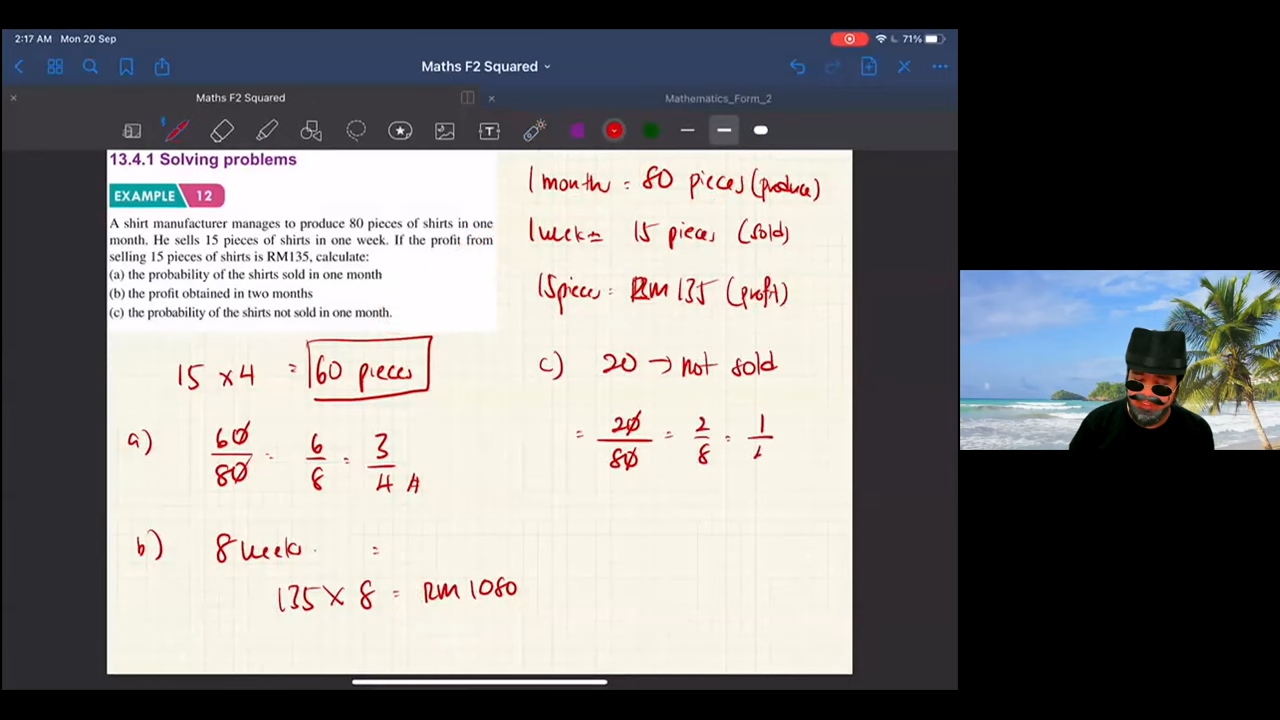 2:17 AM Mon 20 Sep
71%
Maths F2 Squared
Maths F2 Squared
Mathematics_Form_2
13.4.1 Solving problems
EXAMPLE 12
A shirt manufacturer manages to produce 80 pieces of shirts in one
month. He sells 15 pieces of shirts in one week. If the profit from
selling 15 pieces of shirts is RM135, calculate:
(a) the probability of the shirts sold in one month
(b) the profit obtained in two months
(c) the probability of the shirts not sold in one month.
1 month = 80 pieces (produce)
1 week = 15 pieces (sold)
15 pieces = RM 135 (profit)
15 x 4 = 60 pieces
a) 60/80 = 6/8 = 3/4
b) 8 weeks =
135 x 8 = RM 1080
c) 20 → not sold
= 20/80 = 2/8 = 1/